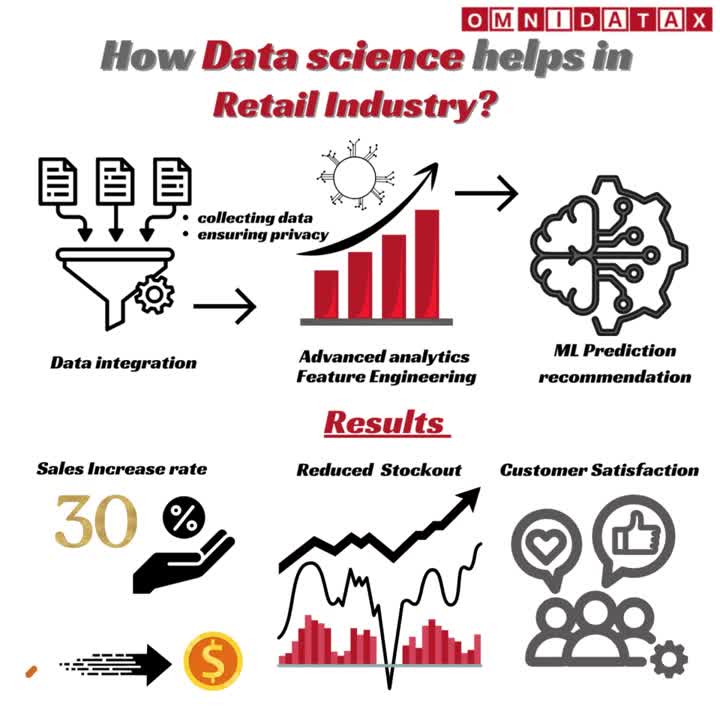 OMNIDATAX
How Data science helps in
Retail Industry?
• collecting data
• ensuring privacy
Data integration
Advanced analytics
Feature Engineering
ML Prediction
recommendation
Results
Sales Increase rate
Reduced Stockout
Customer Satisfaction
30
%
$